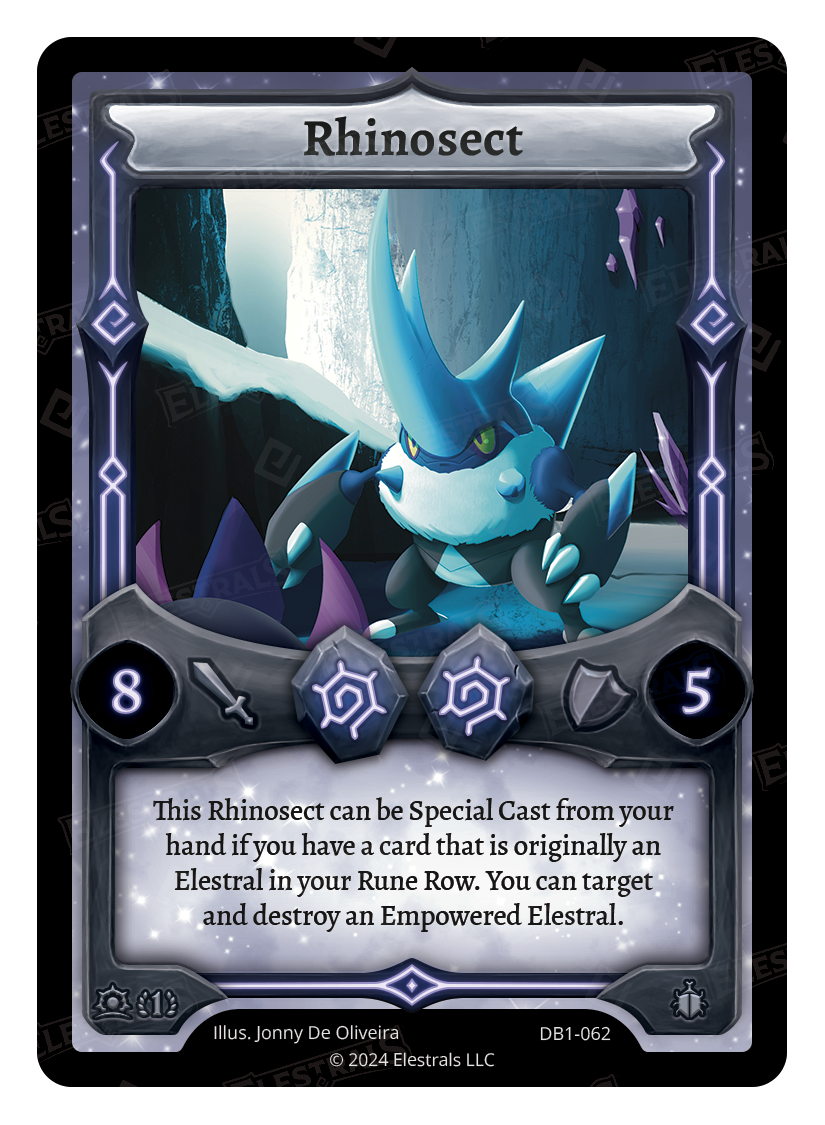 Rhinosect
8
5
This Rhinosect can be Special Cast from your
hand if you have a card that is originally an
Elestral in your Rune Row. You can target
and destroy an Empowered Elestral.
1
Illus. Jonny De Oliveira
DB1-062
© 2024 Elestrals LLC